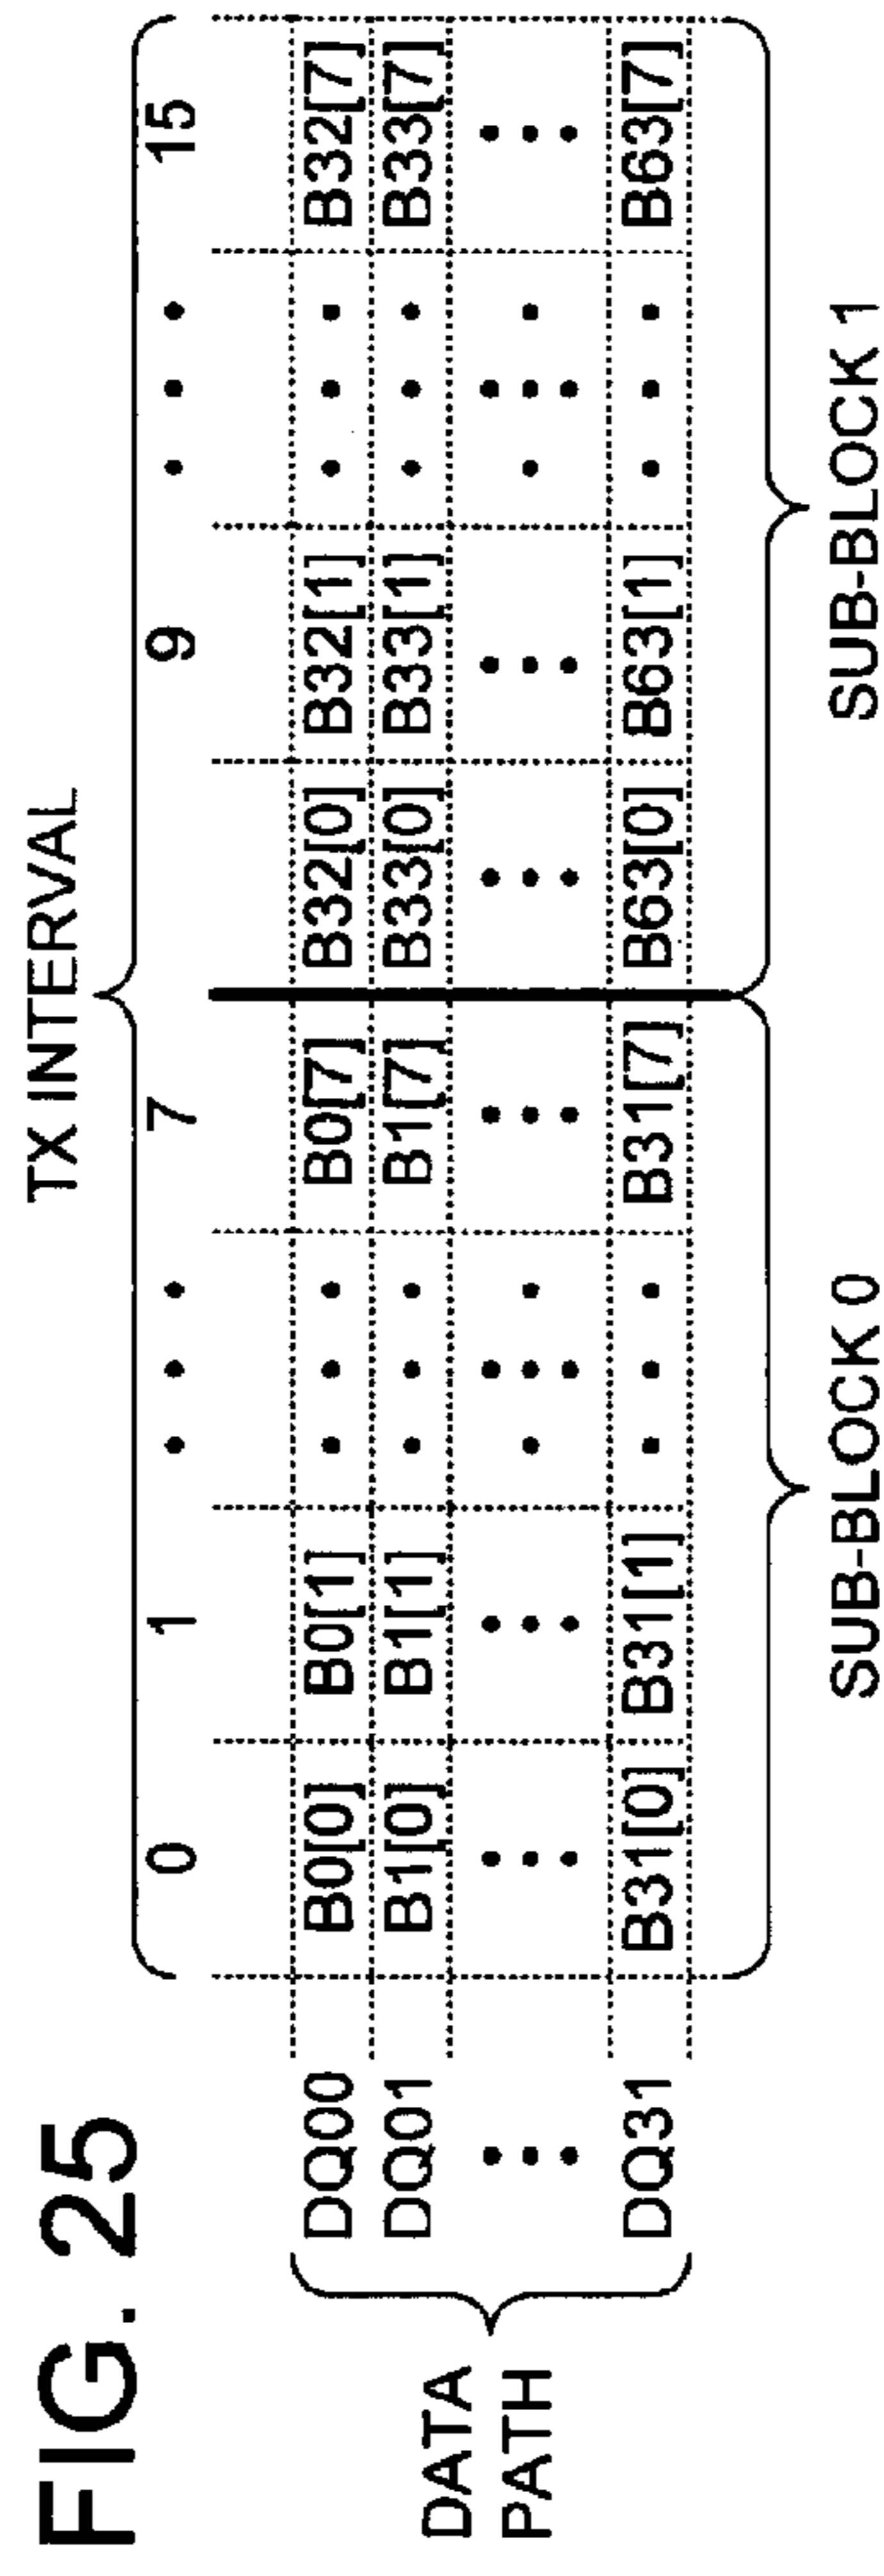 FIG. 25
TX INTERVAL
0 1 • • • 7 9 • • • 15
DATA PATH
DQ00 B0[0] B0[1] • • • B0[7] B32[0] B32[1] • • • B32[7]
DQ01 B1[0] B1[1] • • • B1[7] B33[0] B33[1] • • • B33[7]
DQ31 B31[0] B31[1] • • • B31[7] B63[0] B63[1] • • • B63[7]
SUB-BLOCK 0 SUB-BLOCK 1